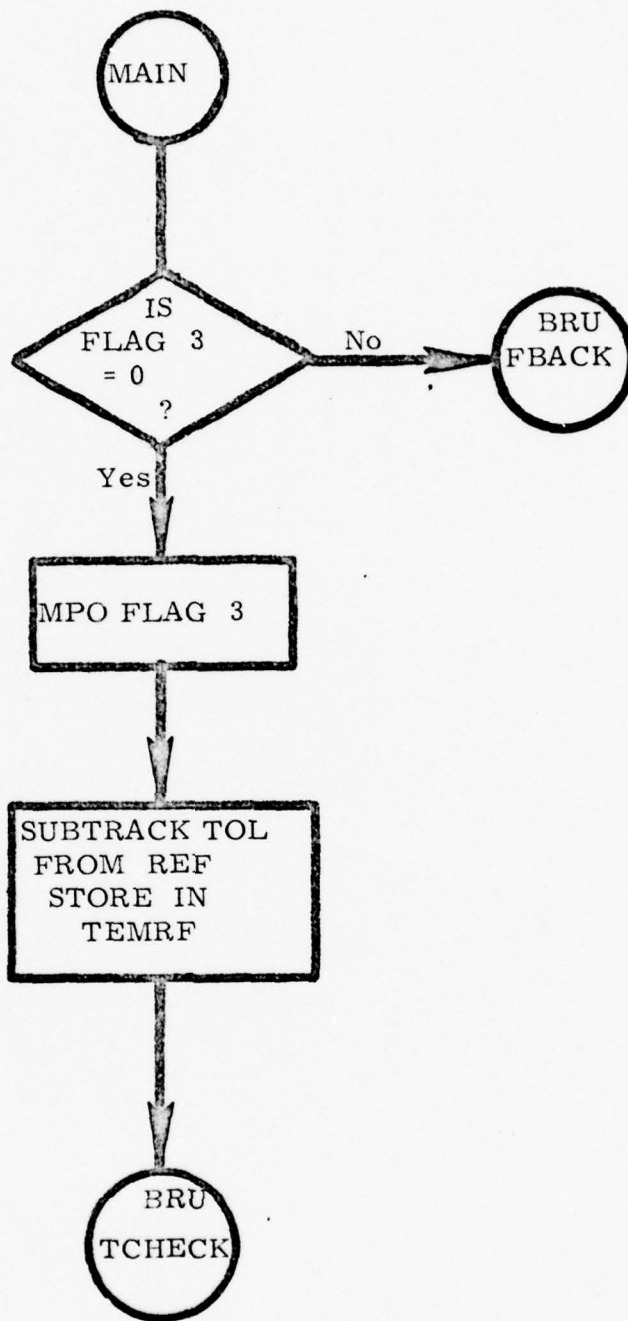 MAIN
IS
FLAG 3
= 0
?
No
BRU
FBACK
Yes
MPO FLAG 3
SUBTRACK TOL
FROM REF
STORE IN
TEMRF
BRU
TCHECK